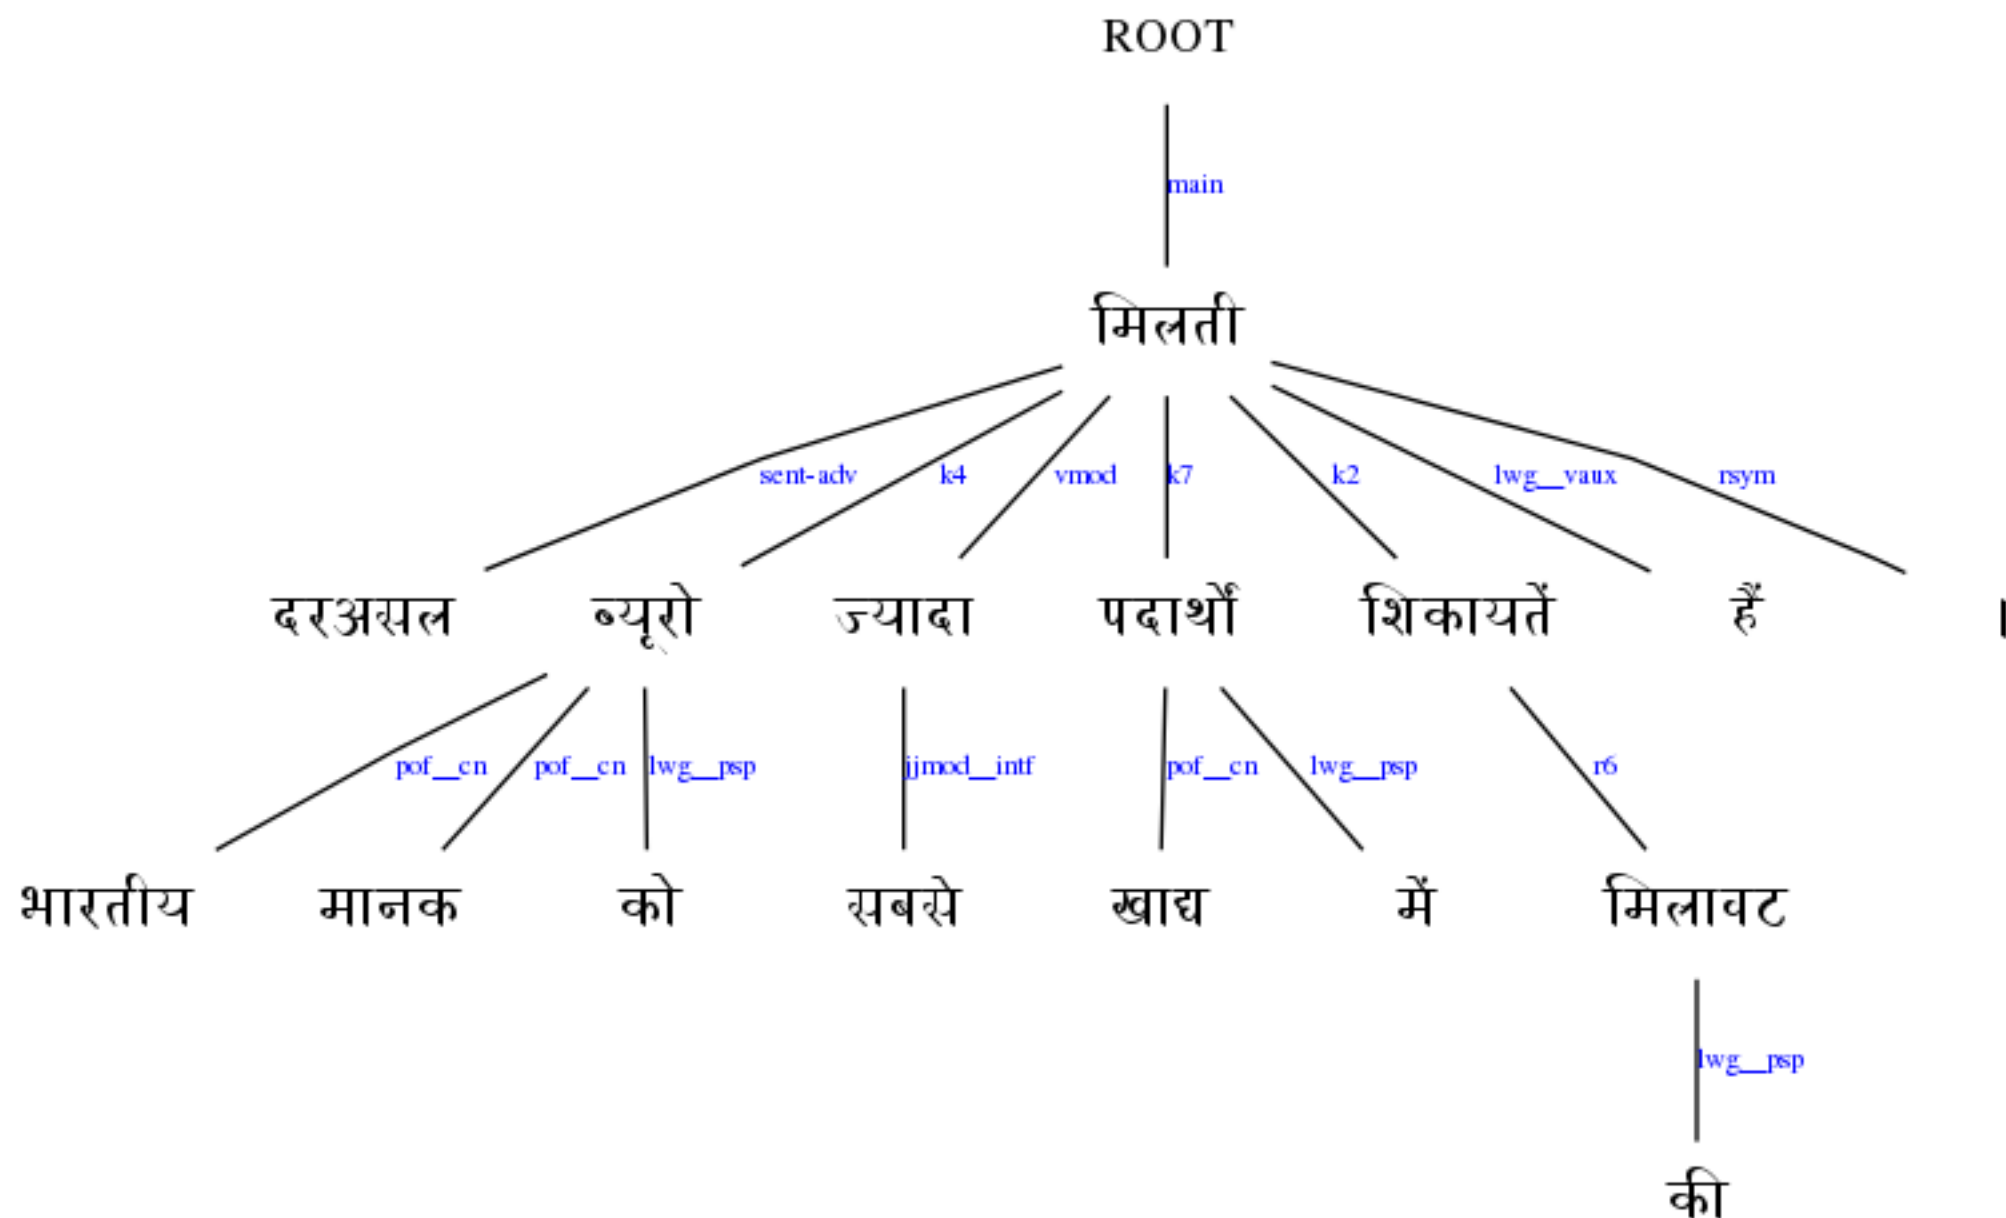 ROOT
main
मिलती
sent-adv k4 vmod k7 k2 lwg__vaux rsym
दरअसल ब्यूरो ज्यादा पदार्थों शिकायतें हैं ।
pof__cn pof__cn lwg__psp jjmod__intf pof__cn lwg__psp r6
भारतीय मानक को सबसे खाद्य में मिलावट
lwg__psp
की